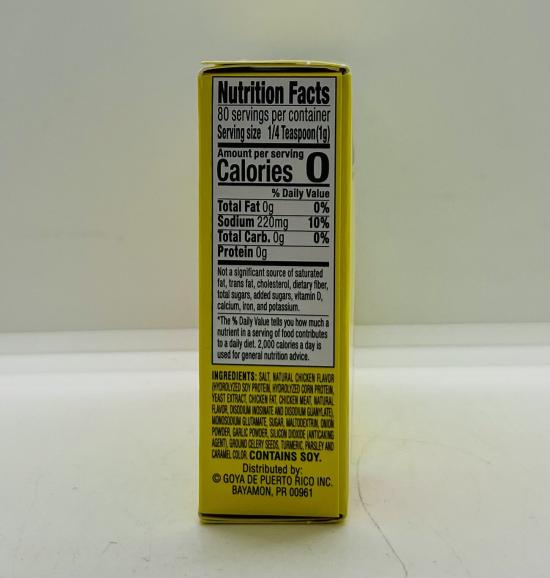 Nutrition Facts
80 servings per container
Serving size 1/4 Teaspoon(1g)
Amount per serving
Calories 0
% Daily Value
Total Fat 0g 0%
Sodium 220mg 10%
Total Carb. 0g 0%
Protein 0g
Not a significant source of saturated
fat, trans fat, cholesterol, dietary fiber,
total sugars, added sugars, vitamin D,
calcium, iron, and potassium.
*The % Daily Value tells you how much a
nutrient in a serving of food contributes
to a daily diet. 2,000 calories a day is
used for general nutrition advice.
INGREDIENTS: SALT, NATURAL CHICKEN FLAVOR
(HYDROLYZED SOY PROTEIN, HYDROLYZED CORN PROTEIN,
YEAST EXTRACT, CHICKEN FAT, CHICKEN MEAT, NATURAL
FLAVOR, DISODIUM INOSINATE AND DISODIUM GUANYLATE),
MONOSODIUM GLUTAMATE, SUGAR, MALTODEXTRIN, ONION
POWDER, GARLIC POWDER, SILICON DIOXIDE (ANTICAKING
AGENT), GROUND CELERY SEEDS, TURMERIC, PARSLEY AND
CARAMEL COLOR. CONTAINS SOY.
Distributed by:
© GOYA DE PUERTO RICO INC.
BAYAMON, PR 00961